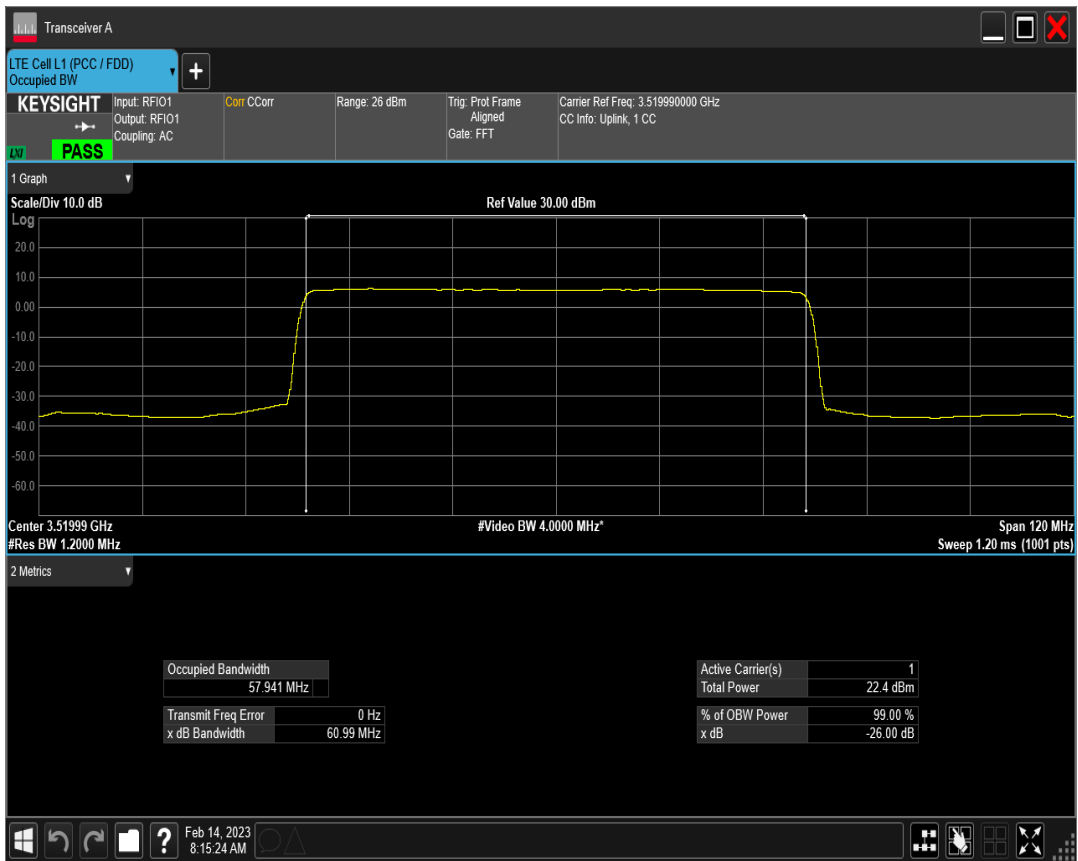 Transceiver A
LTE Cell L1 (PCC / FDD)
Occupied BW
KEYSIGHT
LXI
PASS
Input: RFIO1
Output: RFIO1
Coupling: AC
Corr CCorr
Range: 26 dBm
Trig: Prot Frame
Aligned
Gate: FFT
Carrier Ref Freq: 3.519990000 GHz
CC Info: Uplink, 1 CC
1 Graph
Scale/Div 10.0 dB
Ref Value 30.00 dBm
Log
20.0
10.0
0.00
-10.0
-20.0
-30.0
-40.0
-50.0
-60.0
Center 3.51999 GHz
#Video BW 4.0000 MHz*
Span 120 MHz
#Res BW 1.2000 MHz
Sweep 1.20 ms (1001 pts)
2 Metrics
Occupied Bandwidth
57.941 MHz
Transmit Freq Error 0 Hz
x dB Bandwidth 60.99 MHz
Active Carrier(s) 1
Total Power 22.4 dBm
% of OBW Power 99.00 %
x dB -26.00 dB
?
Feb 14, 2023
8:15:24 AM